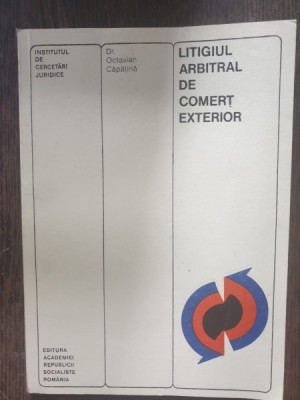 INSTITUTUL
DE
CERCETĂRI
JURIDICE
Dr.
Octavian
Căpățînă
LITIGIUL
ARBITRAL
DE
COMERȚ
EXTERIOR
EDITURA
ACADEMIEI
REPUBLICII
SOCIALISTE
ROMÂNIA